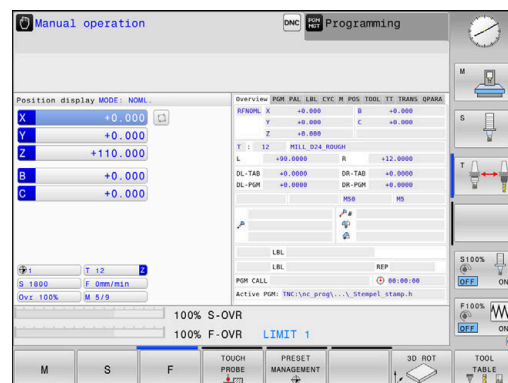 Manual operation
DNC
PGM MGT
Programming
Position display MODE: NOML.
X +0.000
Y +0.000
Z +110.000
B +0.000
C +0.000
1 T 12 Z
S 1800 F 0mm/min
Ovr 100% M 5/9
Overview PGM PAL LBL CYC M POS TOOL TT TRANS QPARA
RFNOML X +0.000 B +0.000
Y +0.000 C +0.000
Z +0.000
T : 12 MILL_D24_ROUGH
L +90.0000 R +12.0000
DL-TAB +0.0000 DR-TAB +0.0000
DL-PGM +0.0000 DR-PGM +0.0000
M50 M5
LBL
LBL REP
PGM CALL 00:00:00
Active PGM: TNC:\nc_prog\...\_Stempel_stamp.h
100% S-OVR
100% F-OVR LIMIT 1
M
S
T
S100%
OFF ON
F100%
OFF ON
M
S
F
TOUCH PROBE
PRESET MANAGEMENT
3D ROT
TOOL TABLE